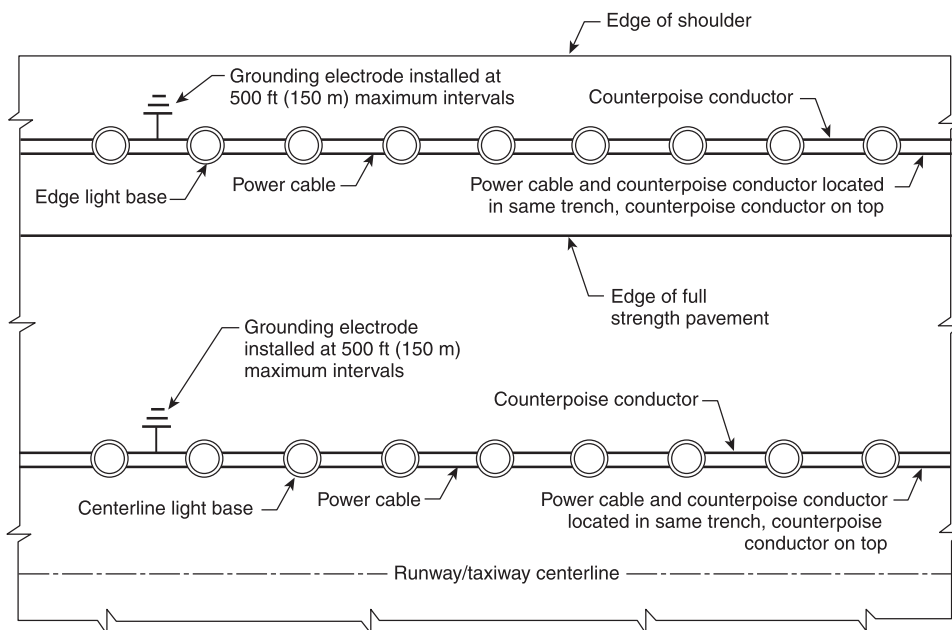 Edge of shoulder
Grounding electrode installed at
500 ft (150 m) maximum intervals
Counterpoise conductor
Edge light base
Power cable
Power cable and counterpoise conductor located
in same trench, counterpoise conductor on top
Edge of full
strength pavement
Grounding electrode
installed at 500 ft (150 m)
maximum intervals
Counterpoise conductor
Centerline light base
Power cable
Power cable and counterpoise conductor
located in same trench, counterpoise
conductor on top
Runway/taxiway centerline